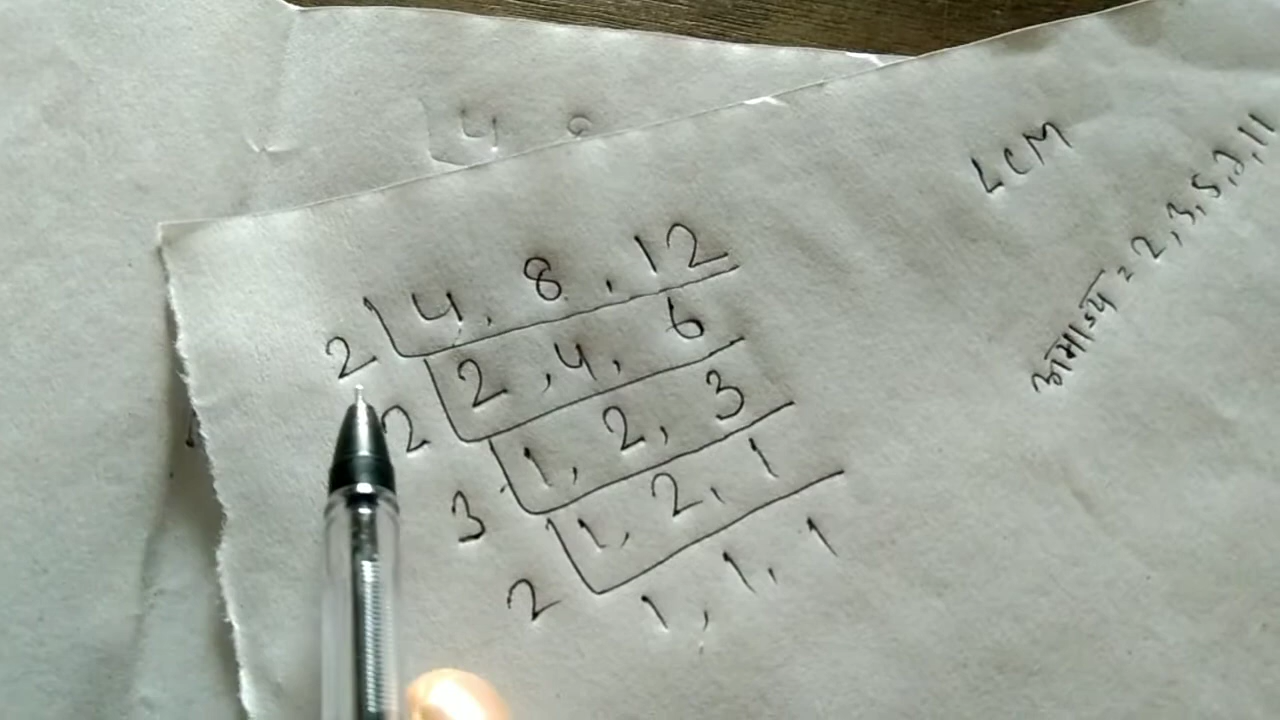 LCM
अभाज्य = 2, 3, 5, 7, 11
2 4, 8, 12
2 2, 4, 6
3 1, 2, 3
2 1, 2, 1
1, 1, 1